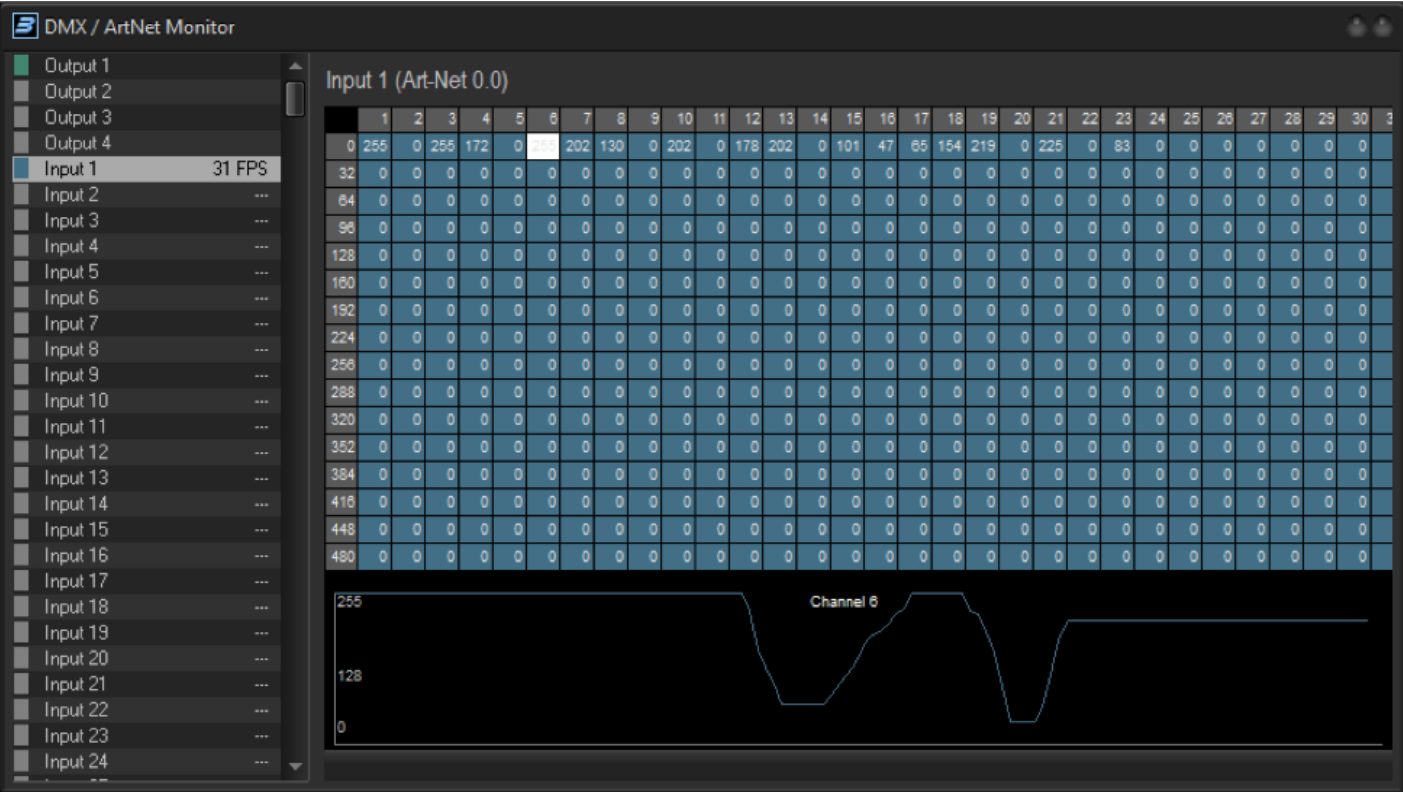 DMX / ArtNet Monitor
Output 1
Output 2
Output 3
Output 4
Input 1 31 FPS
Input 2 ---
Input 3 ---
Input 4 ---
Input 5 ---
Input 6 ---
Input 7 ---
Input 8 ---
Input 9 ---
Input 10 ---
Input 11 ---
Input 12 ---
Input 13 ---
Input 14 ---
Input 15 ---
Input 16 ---
Input 17 ---
Input 18 ---
Input 19 ---
Input 20 ---
Input 21 ---
Input 22 ---
Input 23 ---
Input 24 ---
Input 1 (Art-Net 0.0)
1 2 3 4 5 6 7 8 9 10 11 12 13 14 15 16 17 18 19 20 21 22 23 24 25 26 27 28 29 30
0 255 0 255 172 0 255 202 130 0 202 0 178 202 0 101 47 65 154 219 0 225 0 83 0 0 0 0 0 0 0
32 0 0 0 0 0 0 0 0 0 0 0 0 0 0 0 0 0 0 0 0 0 0 0 0 0 0 0 0 0 0
64 0 0 0 0 0 0 0 0 0 0 0 0 0 0 0 0 0 0 0 0 0 0 0 0 0 0 0 0 0 0
96 0 0 0 0 0 0 0 0 0 0 0 0 0 0 0 0 0 0 0 0 0 0 0 0 0 0 0 0 0 0
128 0 0 0 0 0 0 0 0 0 0 0 0 0 0 0 0 0 0 0 0 0 0 0 0 0 0 0 0 0 0
160 0 0 0 0 0 0 0 0 0 0 0 0 0 0 0 0 0 0 0 0 0 0 0 0 0 0 0 0 0 0
192 0 0 0 0 0 0 0 0 0 0 0 0 0 0 0 0 0 0 0 0 0 0 0 0 0 0 0 0 0 0
224 0 0 0 0 0 0 0 0 0 0 0 0 0 0 0 0 0 0 0 0 0 0 0 0 0 0 0 0 0 0
256 0 0 0 0 0 0 0 0 0 0 0 0 0 0 0 0 0 0 0 0 0 0 0 0 0 0 0 0 0 0
288 0 0 0 0 0 0 0 0 0 0 0 0 0 0 0 0 0 0 0 0 0 0 0 0 0 0 0 0 0 0
320 0 0 0 0 0 0 0 0 0 0 0 0 0 0 0 0 0 0 0 0 0 0 0 0 0 0 0 0 0 0
352 0 0 0 0 0 0 0 0 0 0 0 0 0 0 0 0 0 0 0 0 0 0 0 0 0 0 0 0 0 0
384 0 0 0 0 0 0 0 0 0 0 0 0 0 0 0 0 0 0 0 0 0 0 0 0 0 0 0 0 0 0
416 0 0 0 0 0 0 0 0 0 0 0 0 0 0 0 0 0 0 0 0 0 0 0 0 0 0 0 0 0 0
448 0 0 0 0 0 0 0 0 0 0 0 0 0 0 0 0 0 0 0 0 0 0 0 0 0 0 0 0 0 0
480 0 0 0 0 0 0 0 0 0 0 0 0 0 0 0 0 0 0 0 0 0 0 0 0 0 0 0 0 0 0
255
Channel 6
128
0